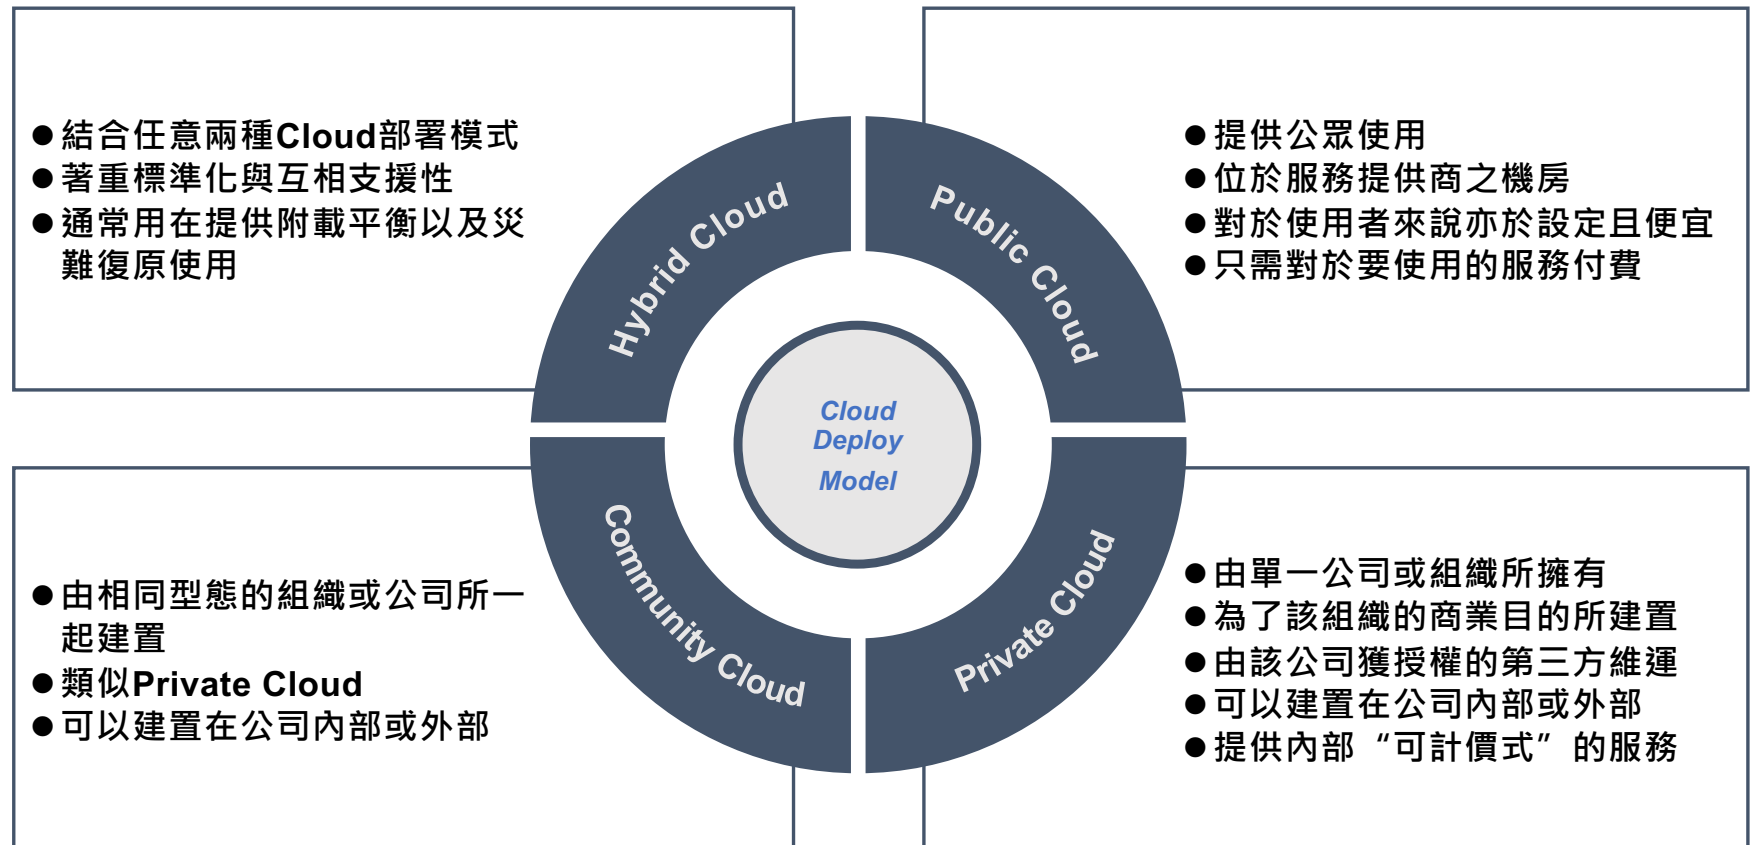 ●結合任意兩種Cloud部署模式
●著重標準化與互相支援性
●通常用在提供附載平衡以及災
難復原使用
Hybrid Cloud
Public Cloud
●提供公眾使用
●位於服務提供商之機房
●對於使用者來說亦於設定且便宜
●只需對於要使用的服務付費
Cloud
Deploy
Model
●由相同型態的組織或公司所一
起建置
●類似Private Cloud
●可以建置在公司內部或外部
Community Cloud
Private Cloud
●由單一公司或組織所擁有
●為了該組織的商業目的所建置
●由該公司獲授權的第三方維運
●可以建置在公司內部或外部
●提供內部“可計價式”的服務